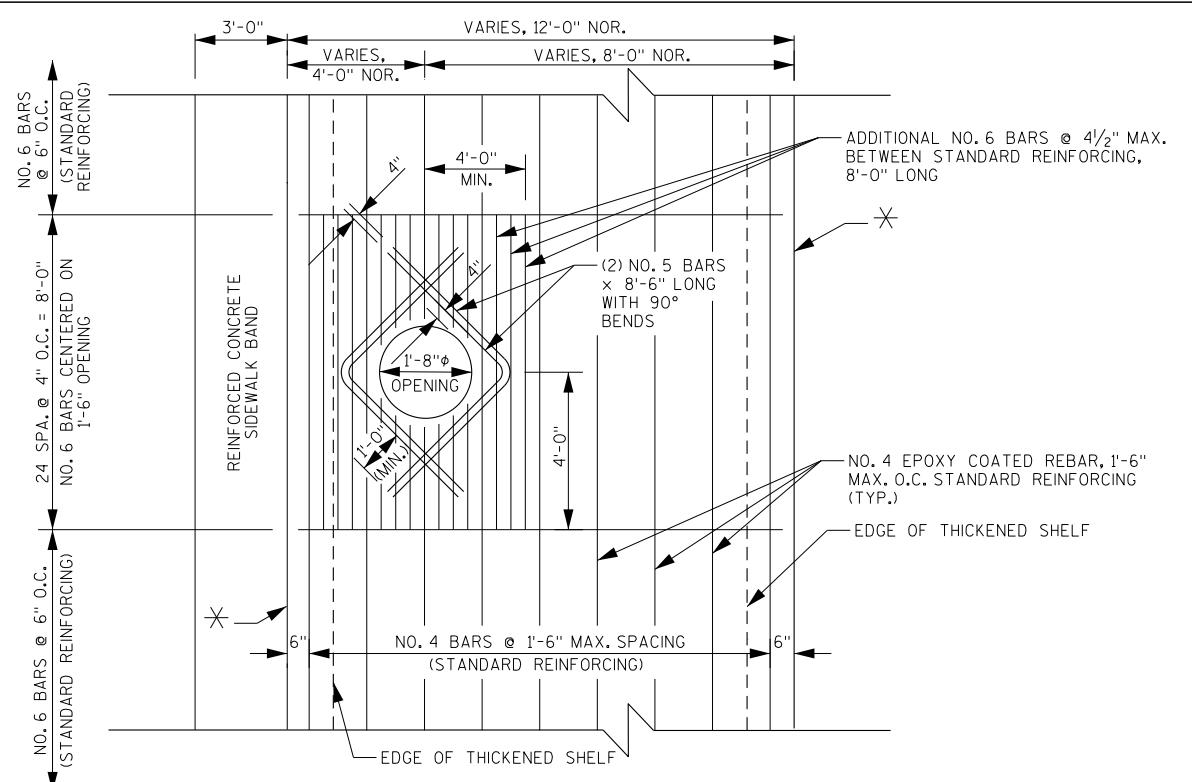 3'-0"
VARIES, 12'-0" NOR.
VARIES,
4'-0" NOR.
VARIES, 8'-0" NOR.
NO. 6 BARS
@ 6" O.C.
(STANDARD
REINFORCING)
4'-0"
MIN.
4"
ADDITIONAL NO. 6 BARS @ 4 1/2" MAX.
BETWEEN STANDARD REINFORCING,
8'-0" LONG
24 SPA. @ 4" O.C. = 8'-0"
NO. 6 BARS CENTERED ON
1'-6" OPENING
REINFORCED CONCRETE
SIDEWALK BAND
4"
(2) NO. 5 BARS
x 8'-6" LONG
WITH 90°
BENDS
1'-8"ø
OPENING
1'-0"
(MIN.)
4'-0"
NO. 4 EPOXY COATED REBAR, 1'-6"
MAX. O.C. STANDARD REINFORCING
(TYP.)
EDGE OF THICKENED SHELF
NO. 6 BARS @ 6" O.C.
(STANDARD REINFORCING)
6"
NO. 4 BARS @ 1'-6" MAX. SPACING
(STANDARD REINFORCING)
6"
EDGE OF THICKENED SHELF